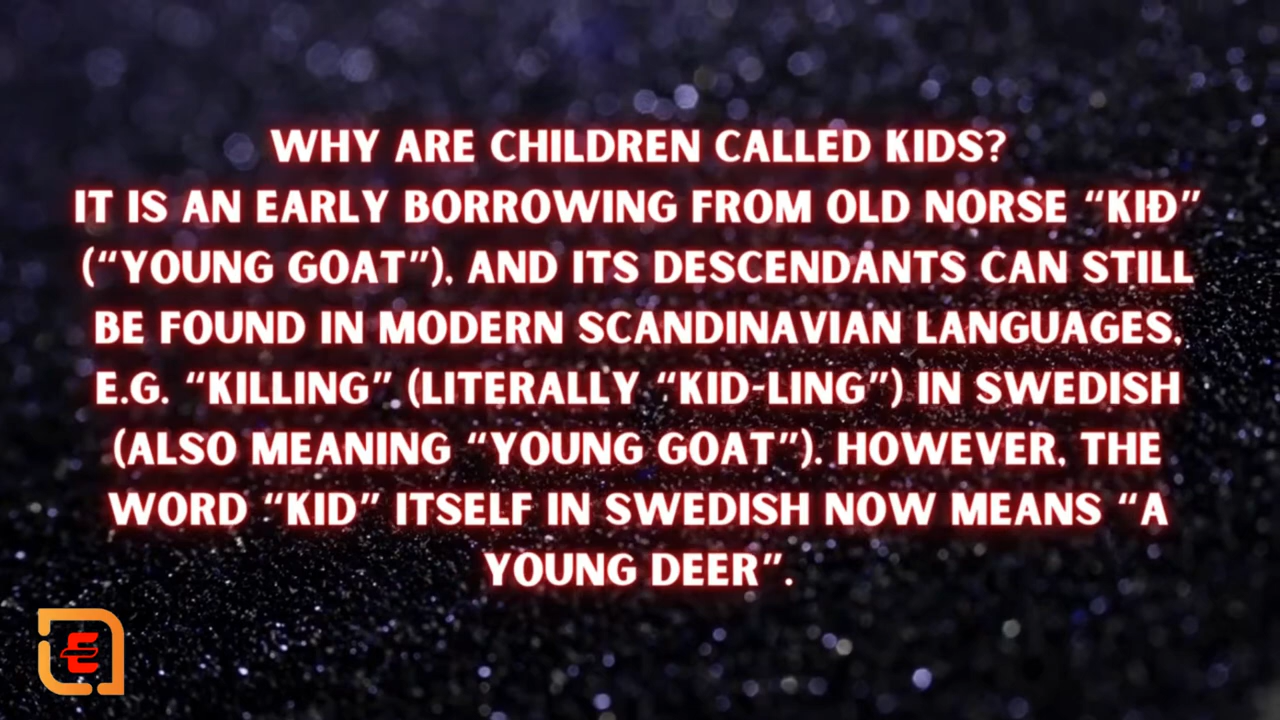 WHY ARE CHILDREN CALLED KIDS?
IT IS AN EARLY BORROWING FROM OLD NORSE “KIÐ”
(“YOUNG GOAT”), AND ITS DESCENDANTS CAN STILL
BE FOUND IN MODERN SCANDINAVIAN LANGUAGES,
E.G. “KILLING” (LITERALLY “KID-LING”) IN SWEDISH
(ALSO MEANING “YOUNG GOAT”). HOWEVER, THE
WORD “KID” ITSELF IN SWEDISH NOW MEANS “A
YOUNG DEER”.
E